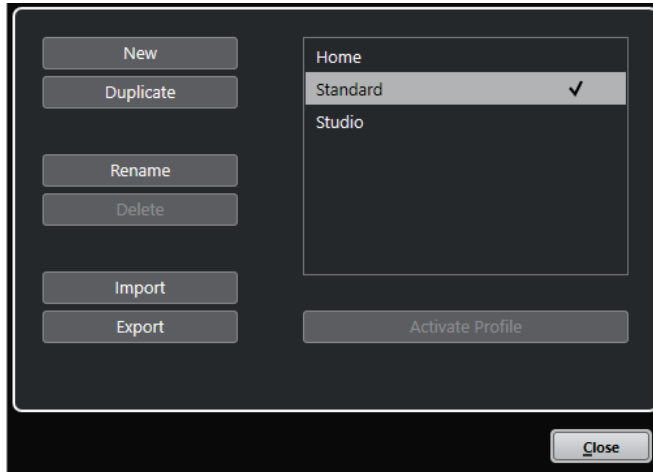 New
Duplicate
Rename
Delete
Import
Export
Home
Standard
Studio
Activate Profile
Close